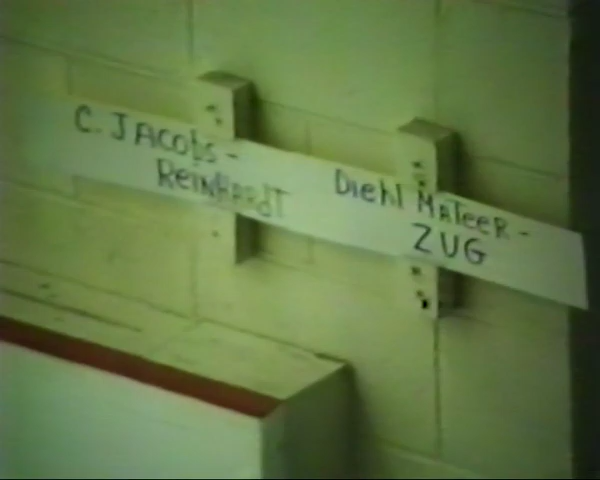 C. JACObs-
ReINHARDT
Diehl MATeeR-
ZUG